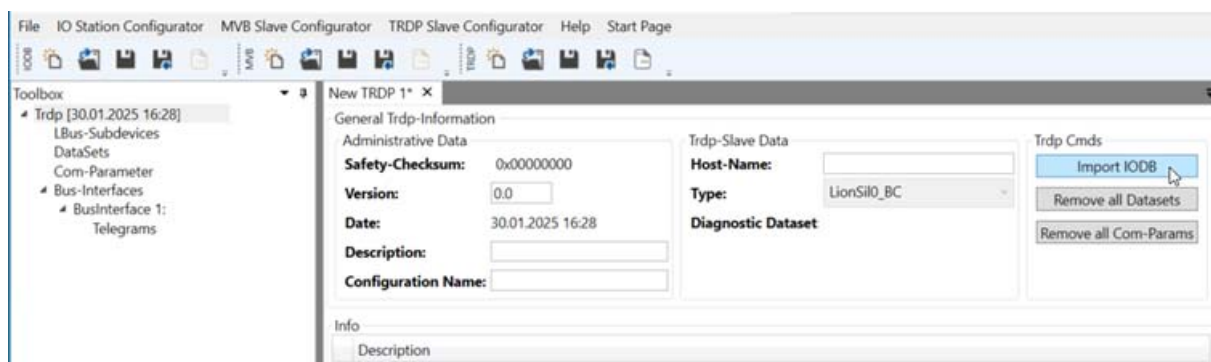 File IO Station Configurator MVB Slave Configurator TRDP Slave Configurator Help Start Page
IODB MVB TRDP
Toolbox
Trdp [30.01.2025 16:28]
LBus-Subdevices
DataSets
Com-Parameter
Bus-Interfaces
BusInterface 1:
Telegrams
New TRDP 1*
General Trdp-Information
Administrative Data
Safety-Checksum: 0x00000000
Version: 0.0
Date: 30.01.2025 16:28
Description:
Configuration Name:
Trdp-Slave Data
Host-Name:
Type: LionSil0_BC
Diagnostic Dataset
Trdp Cmds
Import IODB
Remove all Datasets
Remove all Com-Params
Info
Description